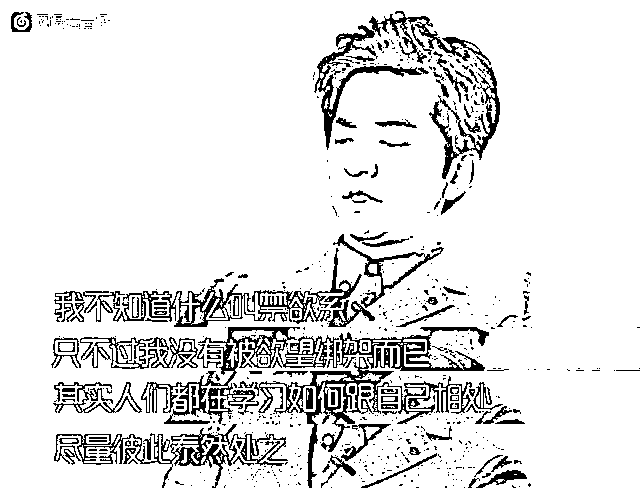 我不知道什么叫禁欲系
只不过我没有被欲望绑架而已
其实人们都在学习如何跟自己相处
尽量彼此泰然处之